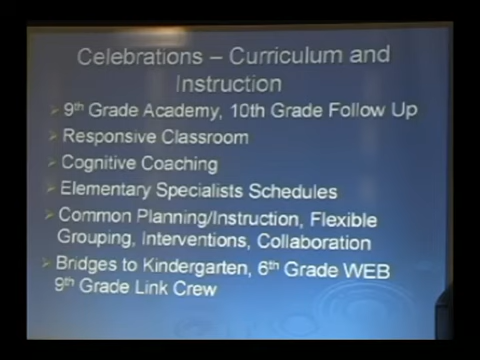 Celebrations – Curriculum and
Instruction
9th Grade Academy, 10th Grade Follow Up
Responsive Classroom
Cognitive Coaching
Elementary Specialists Schedules
Common Planning/Instruction, Flexible
Grouping, Interventions, Collaboration
Bridges to Kindergarten, 6th Grade WEB
9th Grade Link Crew